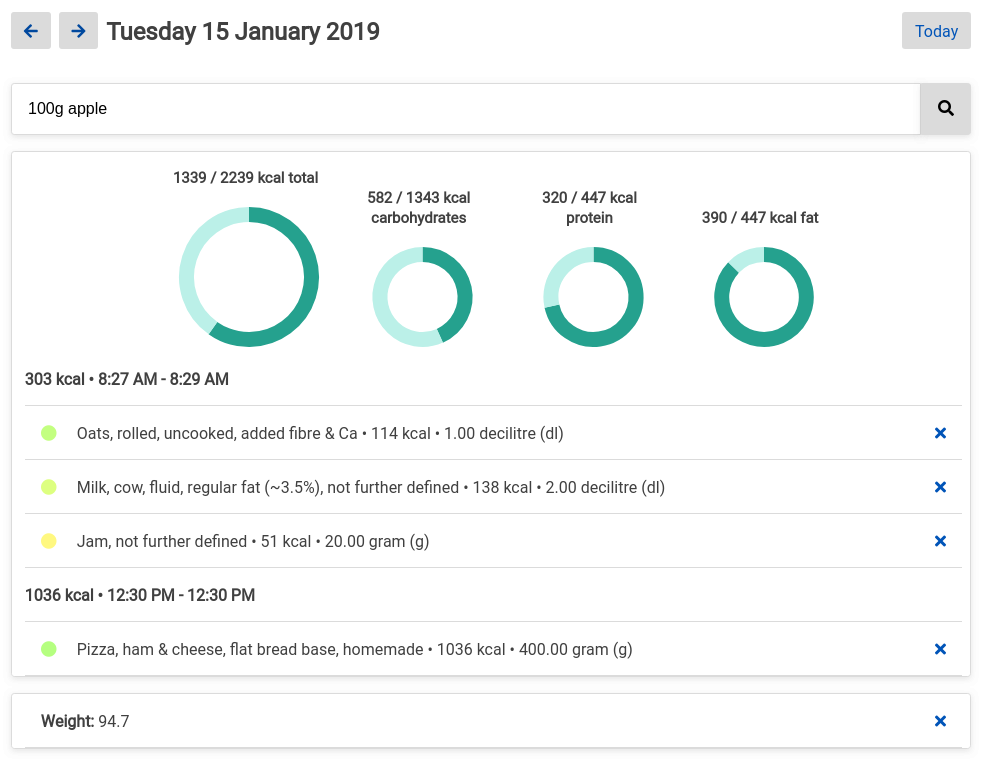 Tuesday 15 January 2019
Today
100g apple
1339 / 2239 kcal total
582 / 1343 kcal
carbohydrates
320 / 447 kcal
protein
390 / 447 kcal fat
303 kcal • 8:27 AM - 8:29 AM
Oats, rolled, uncooked, added fibre & Ca • 114 kcal • 1.00 decilitre (dl)
Milk, cow, fluid, regular fat (~3.5%), not further defined • 138 kcal • 2.00 decilitre (dl)
Jam, not further defined • 51 kcal • 20.00 gram (g)
1036 kcal • 12:30 PM - 12:30 PM
Pizza, ham & cheese, flat bread base, homemade • 1036 kcal • 400.00 gram (g)
Weight: 94.7